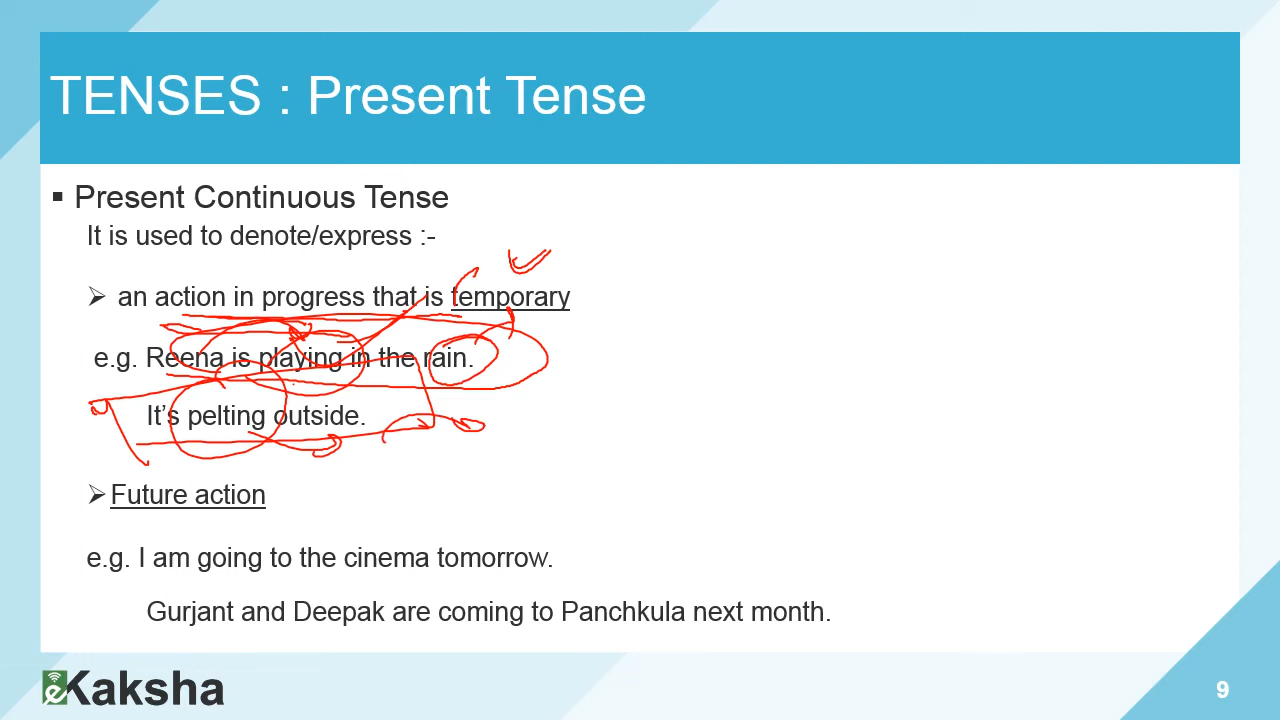 TENSES : Present Tense
▪ Present Continuous Tense
It is used to denote/express :-
➢ an action in progress that is temporary
e.g. Reena is playing in the rain.
It’s pelting outside.
➢ Future action
e.g. I am going to the cinema tomorrow.
Gurjant and Deepak are coming to Panchkula next month.
eKaksha
9